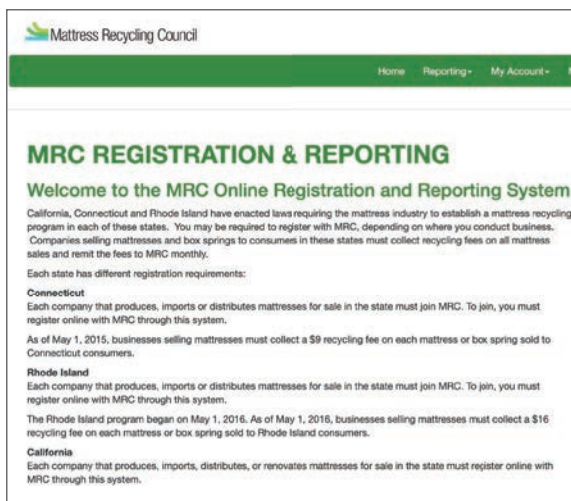 Mattress Recycling Council
Home Reporting My Account
MRC REGISTRATION & REPORTING
Welcome to the MRC Online Registration and Reporting System
California, Connecticut and Rhode Island have enacted laws requiring the mattress industry to establish a mattress recycling
program in each of these states. You may be required to register with MRC, depending on where you conduct business.
Companies selling mattresses and box springs to consumers in these states must collect recycling fees on all mattress
sales and remit the fees to MRC monthly.
Each state has different registration requirements:
Connecticut
Each company that produces, imports or distributes mattresses for sale in the state must join MRC. To join, you must
register online with MRC through this system.
As of May 1, 2015, businesses selling mattresses must collect a $9 recycling fee on each mattress or box spring sold to
Connecticut consumers.
Rhode Island
Each company that produces, imports or distributes mattresses for sale in the state must join MRC. To join, you must
register online with MRC through this system.
The Rhode Island program began on May 1, 2016. As of May 1, 2016, businesses selling mattresses must collect a $16
recycling fee on each mattress or box spring sold to Rhode Island consumers.
California
Each company that produces, imports, distributes, or renovates mattresses for sale in the state must register online with
MRC through this system.